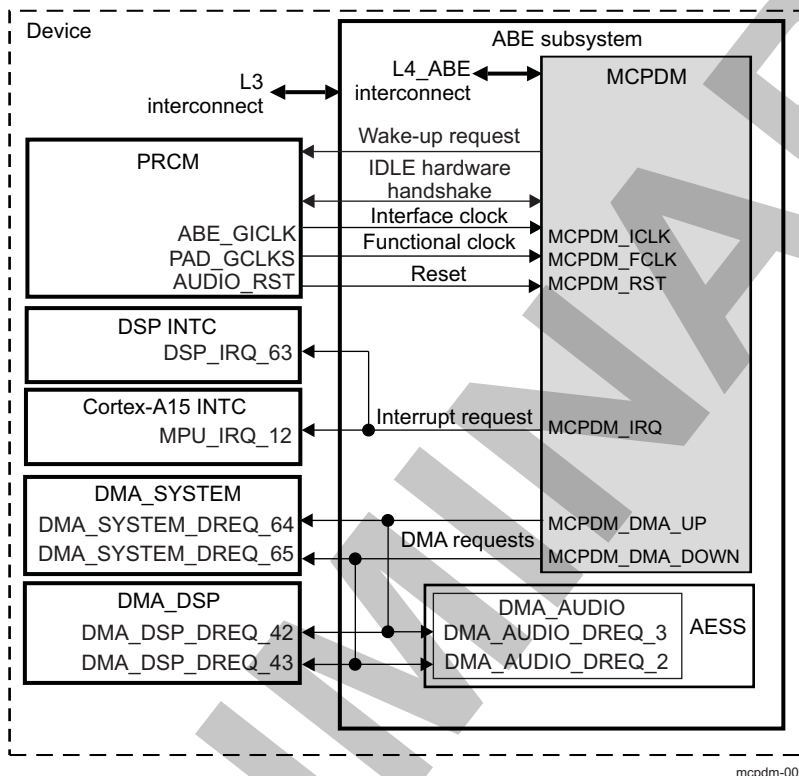 Device
ABE subsystem
L3
interconnect
L4_ABE
interconnect
MCPDM
Wake-up request
PRCM
IDLE hardware
handshake
Interface clock
ABE_GICLK
MCPDM_ICLK
Functional clock
PAD_GCLKS
MCPDM_FCLK
AUDIO_RST
Reset
MCPDM_RST
DSP INTC
DSP_IRQ_63
Cortex-A15 INTC
MPU_IRQ_12
Interrupt request
MCPDM_IRQ
DMA_SYSTEM
DMA_SYSTEM_DREQ_64
MCPDM_DMA_UP
DMA requests
DMA_SYSTEM_DREQ_65
MCPDM_DMA_DOWN
DMA_DSP
DMA_DSP_DREQ_42
DMA_DSP_DREQ_43
DMA_AUDIO
DMA_AUDIO_DREQ_3
DMA_AUDIO_DREQ_2
AESS
mcpdm-00